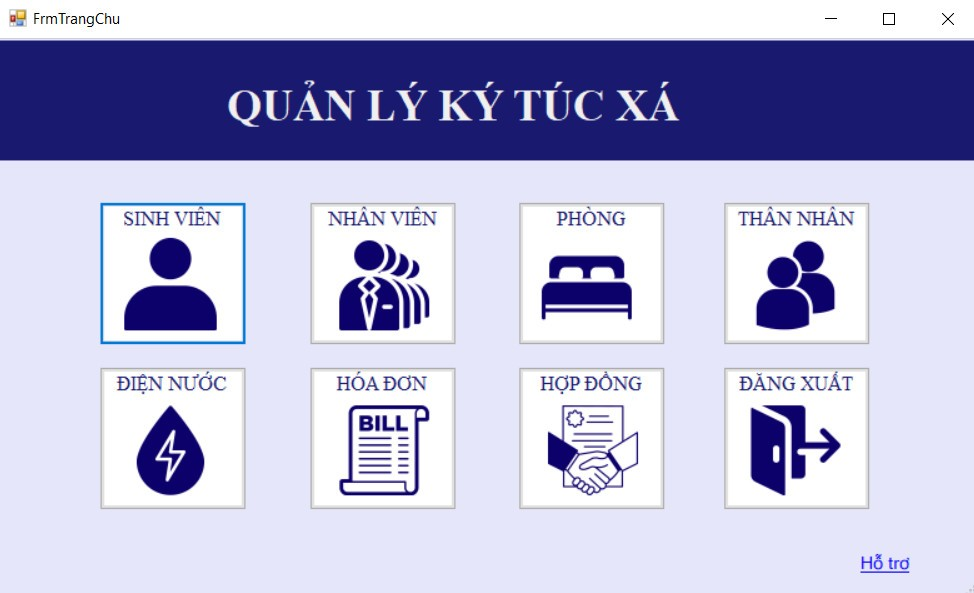 FrmTrangChu
QUẢN LÝ KÝ TÚC XÁ
SINH VIÊN
NHÂN VIÊN
PHÒNG
THÂN NHÂN
ĐIỆN NƯỚC
HÓA ĐƠN
BILL
HỢP ĐỒNG
ĐĂNG XUẤT
Hỗ trơ